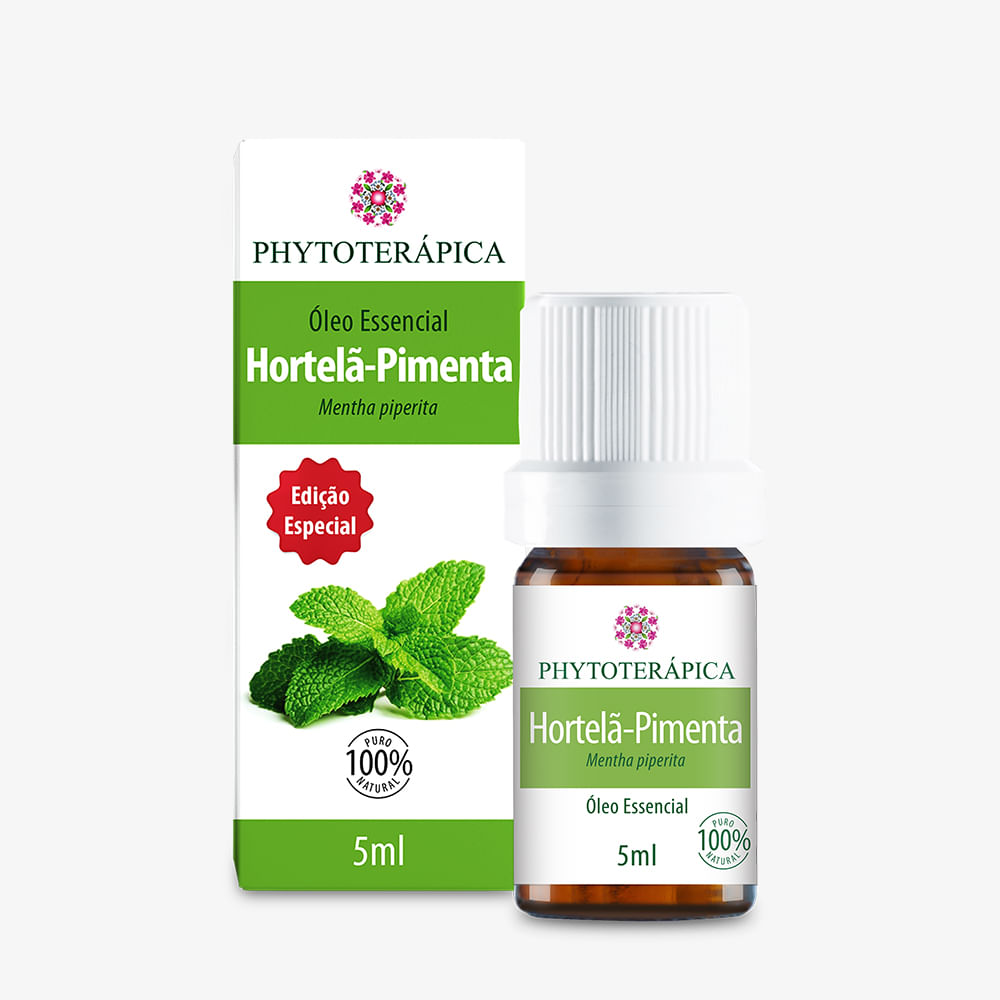 PHYTOTERÁPICA
Óleo Essencial
Hortelã-Pimenta
Mentha piperita
Edição
Especial
PURO
100%
NATURAL
5ml
PHYTOTERÁPICA
Hortelã-Pimenta
Mentha piperita
Óleo Essencial
5ml
PURO
100%
NATURAL